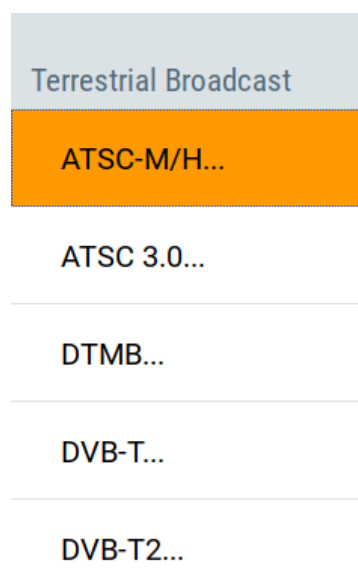 Terrestrial Broadcast
ATSC-M/H...
ATSC 3.0...
DTMB...
DVB-T...
DVB-T2...